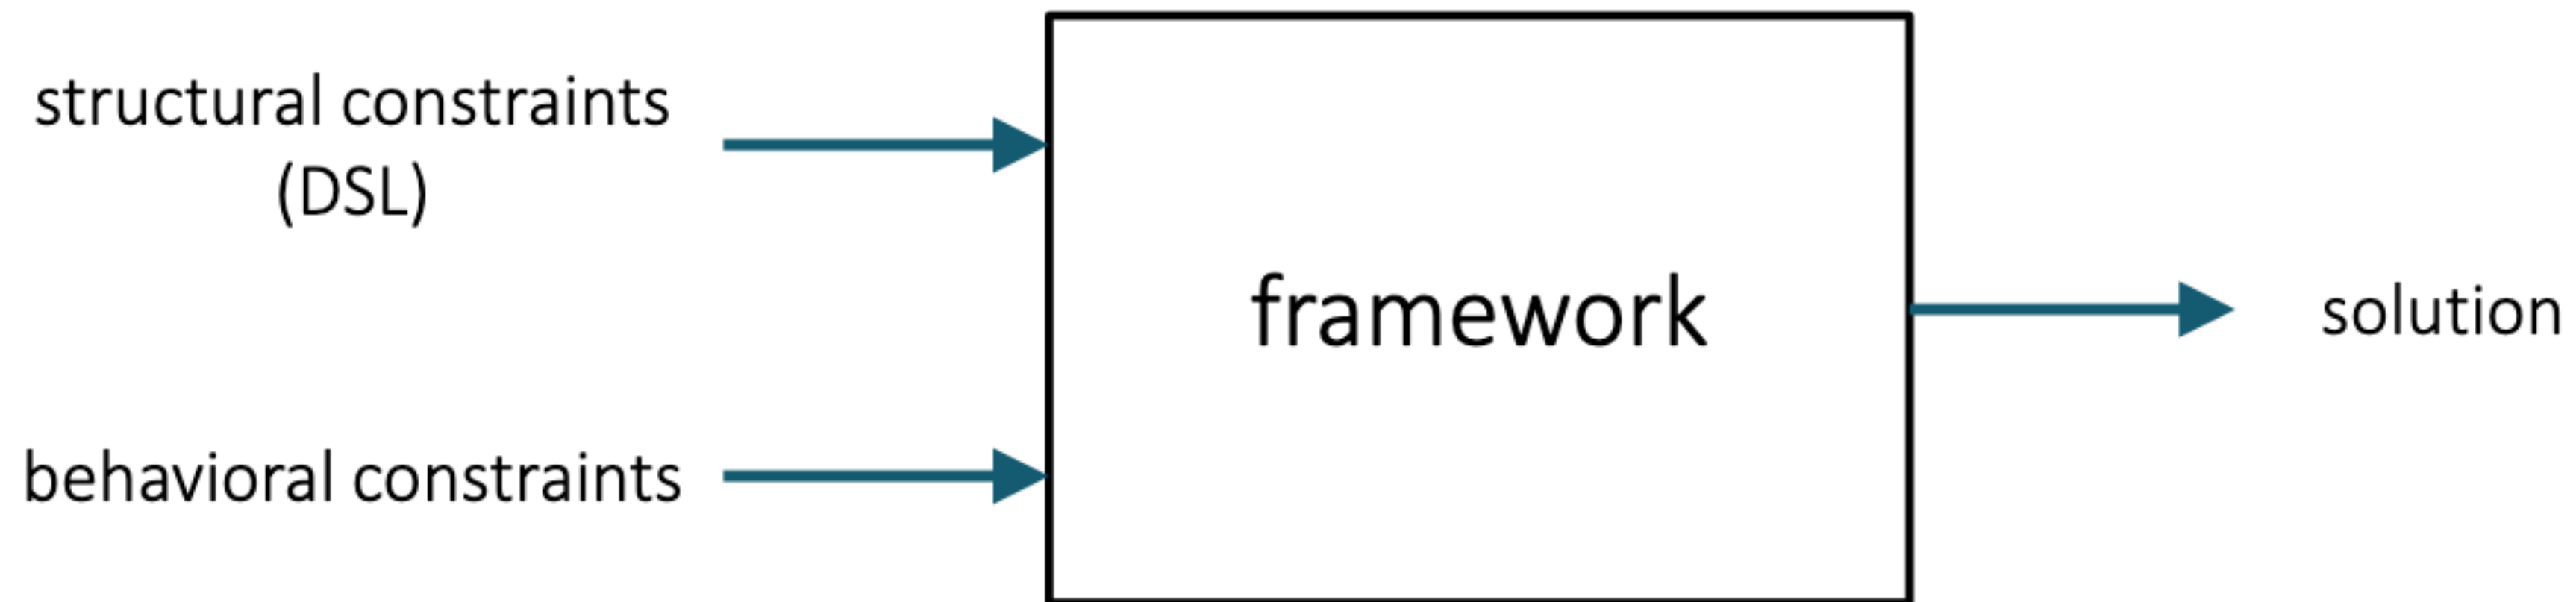 structural constraints
(DSL)
behavioral constraints
framework
solution